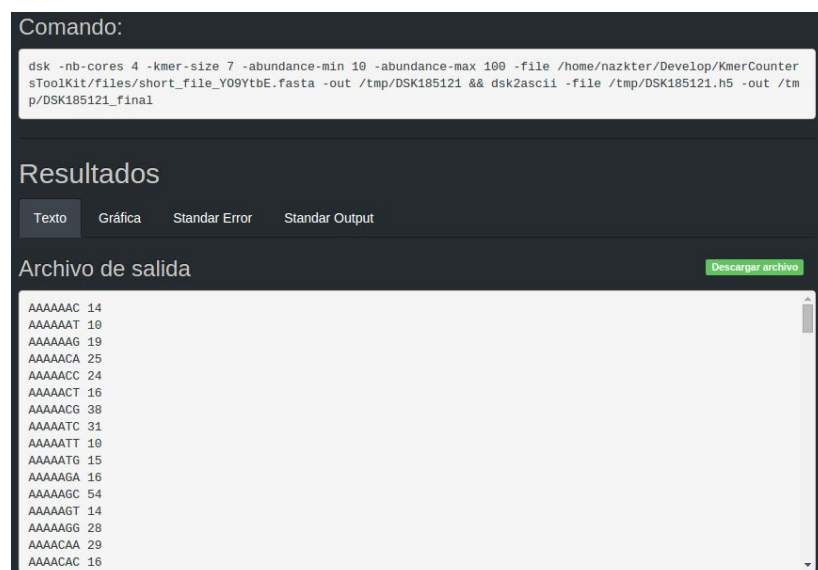 Comando:
dsk -nb-cores 4 -kmer-size 7 -abundance-min 10 -abundance-max 100 -file /home/nazkter/Develop/KmerCounter
sToolKit/files/short_file_YO9YtbE.fasta -out /tmp/DSK185121 && dsk2ascii -file /tmp/DSK185121.h5 -out /tm
p/DSK185121_final
Resultados
Texto Gráfica Standar Error Standar Output
Archivo de salida Descargar archivo
AAAAAAC 14
AAAAAAT 10
AAAAAAG 19
AAAAACA 25
AAAAACC 24
AAAAACT 16
AAAAACG 38
AAAAATC 31
AAAAATT 10
AAAAATG 15
AAAAAGA 16
AAAAAGC 54
AAAAAGT 14
AAAAAGG 28
AAAACAA 29
AAAACAC 16